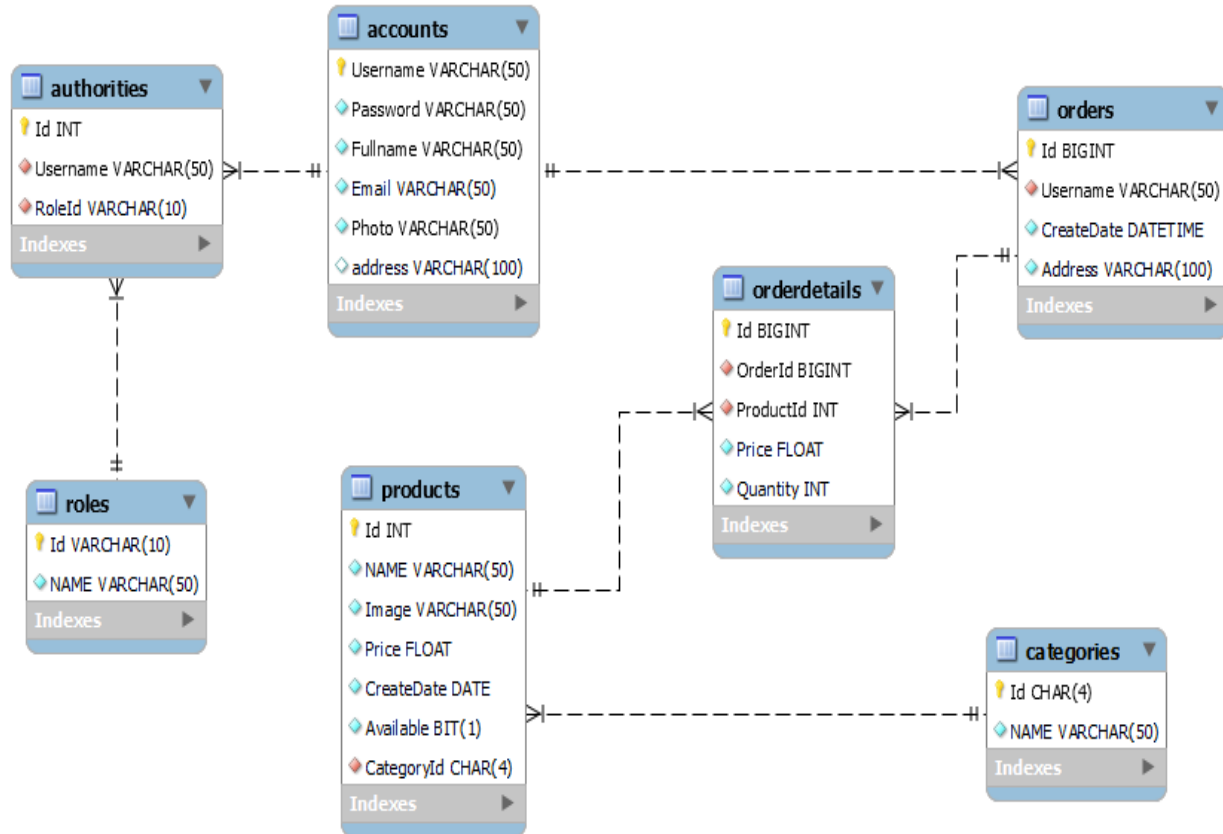 authorities
Id INT
Username VARCHAR(50)
RoleId VARCHAR(10)
Indexes
accounts
Username VARCHAR(50)
Password VARCHAR(50)
Fullname VARCHAR(50)
Email VARCHAR(50)
Photo VARCHAR(50)
address VARCHAR(100)
Indexes
orders
Id BIGINT
Username VARCHAR(50)
CreateDate DATETIME
Address VARCHAR(100)
Indexes
orderdetails
Id BIGINT
OrderId BIGINT
ProductId INT
Price FLOAT
Quantity INT
Indexes
roles
Id VARCHAR(10)
NAME VARCHAR(50)
Indexes
products
Id INT
NAME VARCHAR(50)
Image VARCHAR(50)
Price FLOAT
CreateDate DATE
Available BIT(1)
CategoryId CHAR(4)
Indexes
categories
Id CHAR(4)
NAME VARCHAR(50)
Indexes